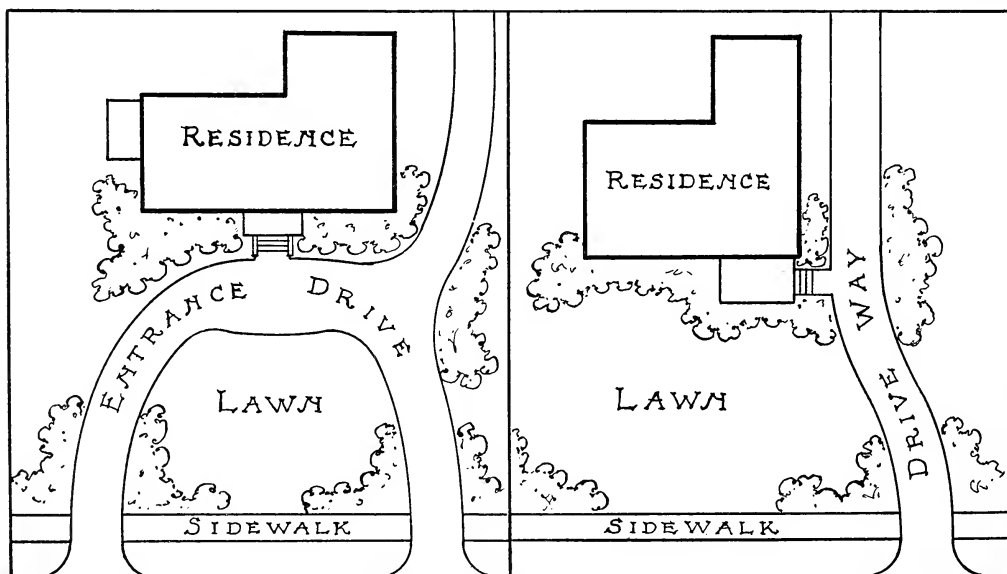 RESIDENCE
ENTRANCE DRIVE
LAWN
SIDEWALK
RESIDENCE
DRIVE WAY
LAWN
SIDEWALK